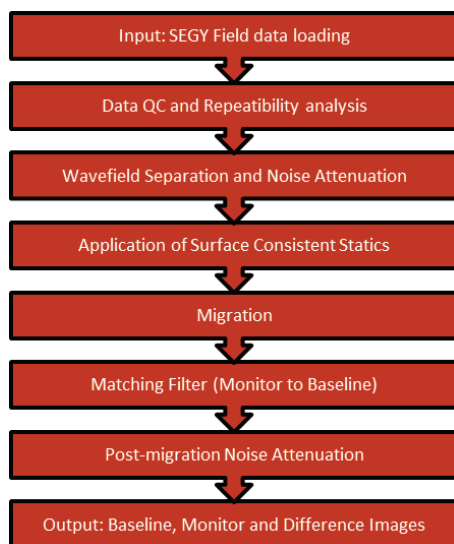 Input: SEGY Field data loading
Data QC and Repeatibility analysis
Wavefield Separation and Noise Attenuation
Application of Surface Consistent Statics
Migration
Matching Filter (Monitor to Baseline)
Post-migration Noise Attenuation
Output: Baseline, Monitor and Difference Images